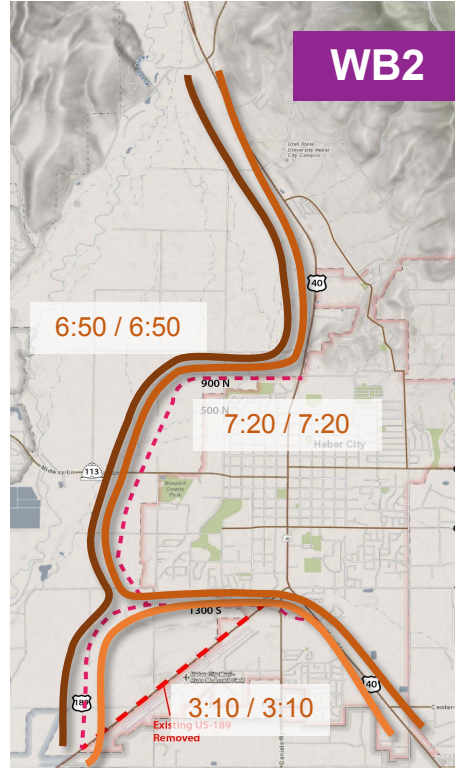 WB2
Utah State
University Heber
City Campus
40
6:50 / 6:50
900 N
500 N
7:20 / 7:20
Heber City
113
Wasatch
County
Park
40
1300 S
189
3:10 / 3:10
40
Existing US-189
Removed